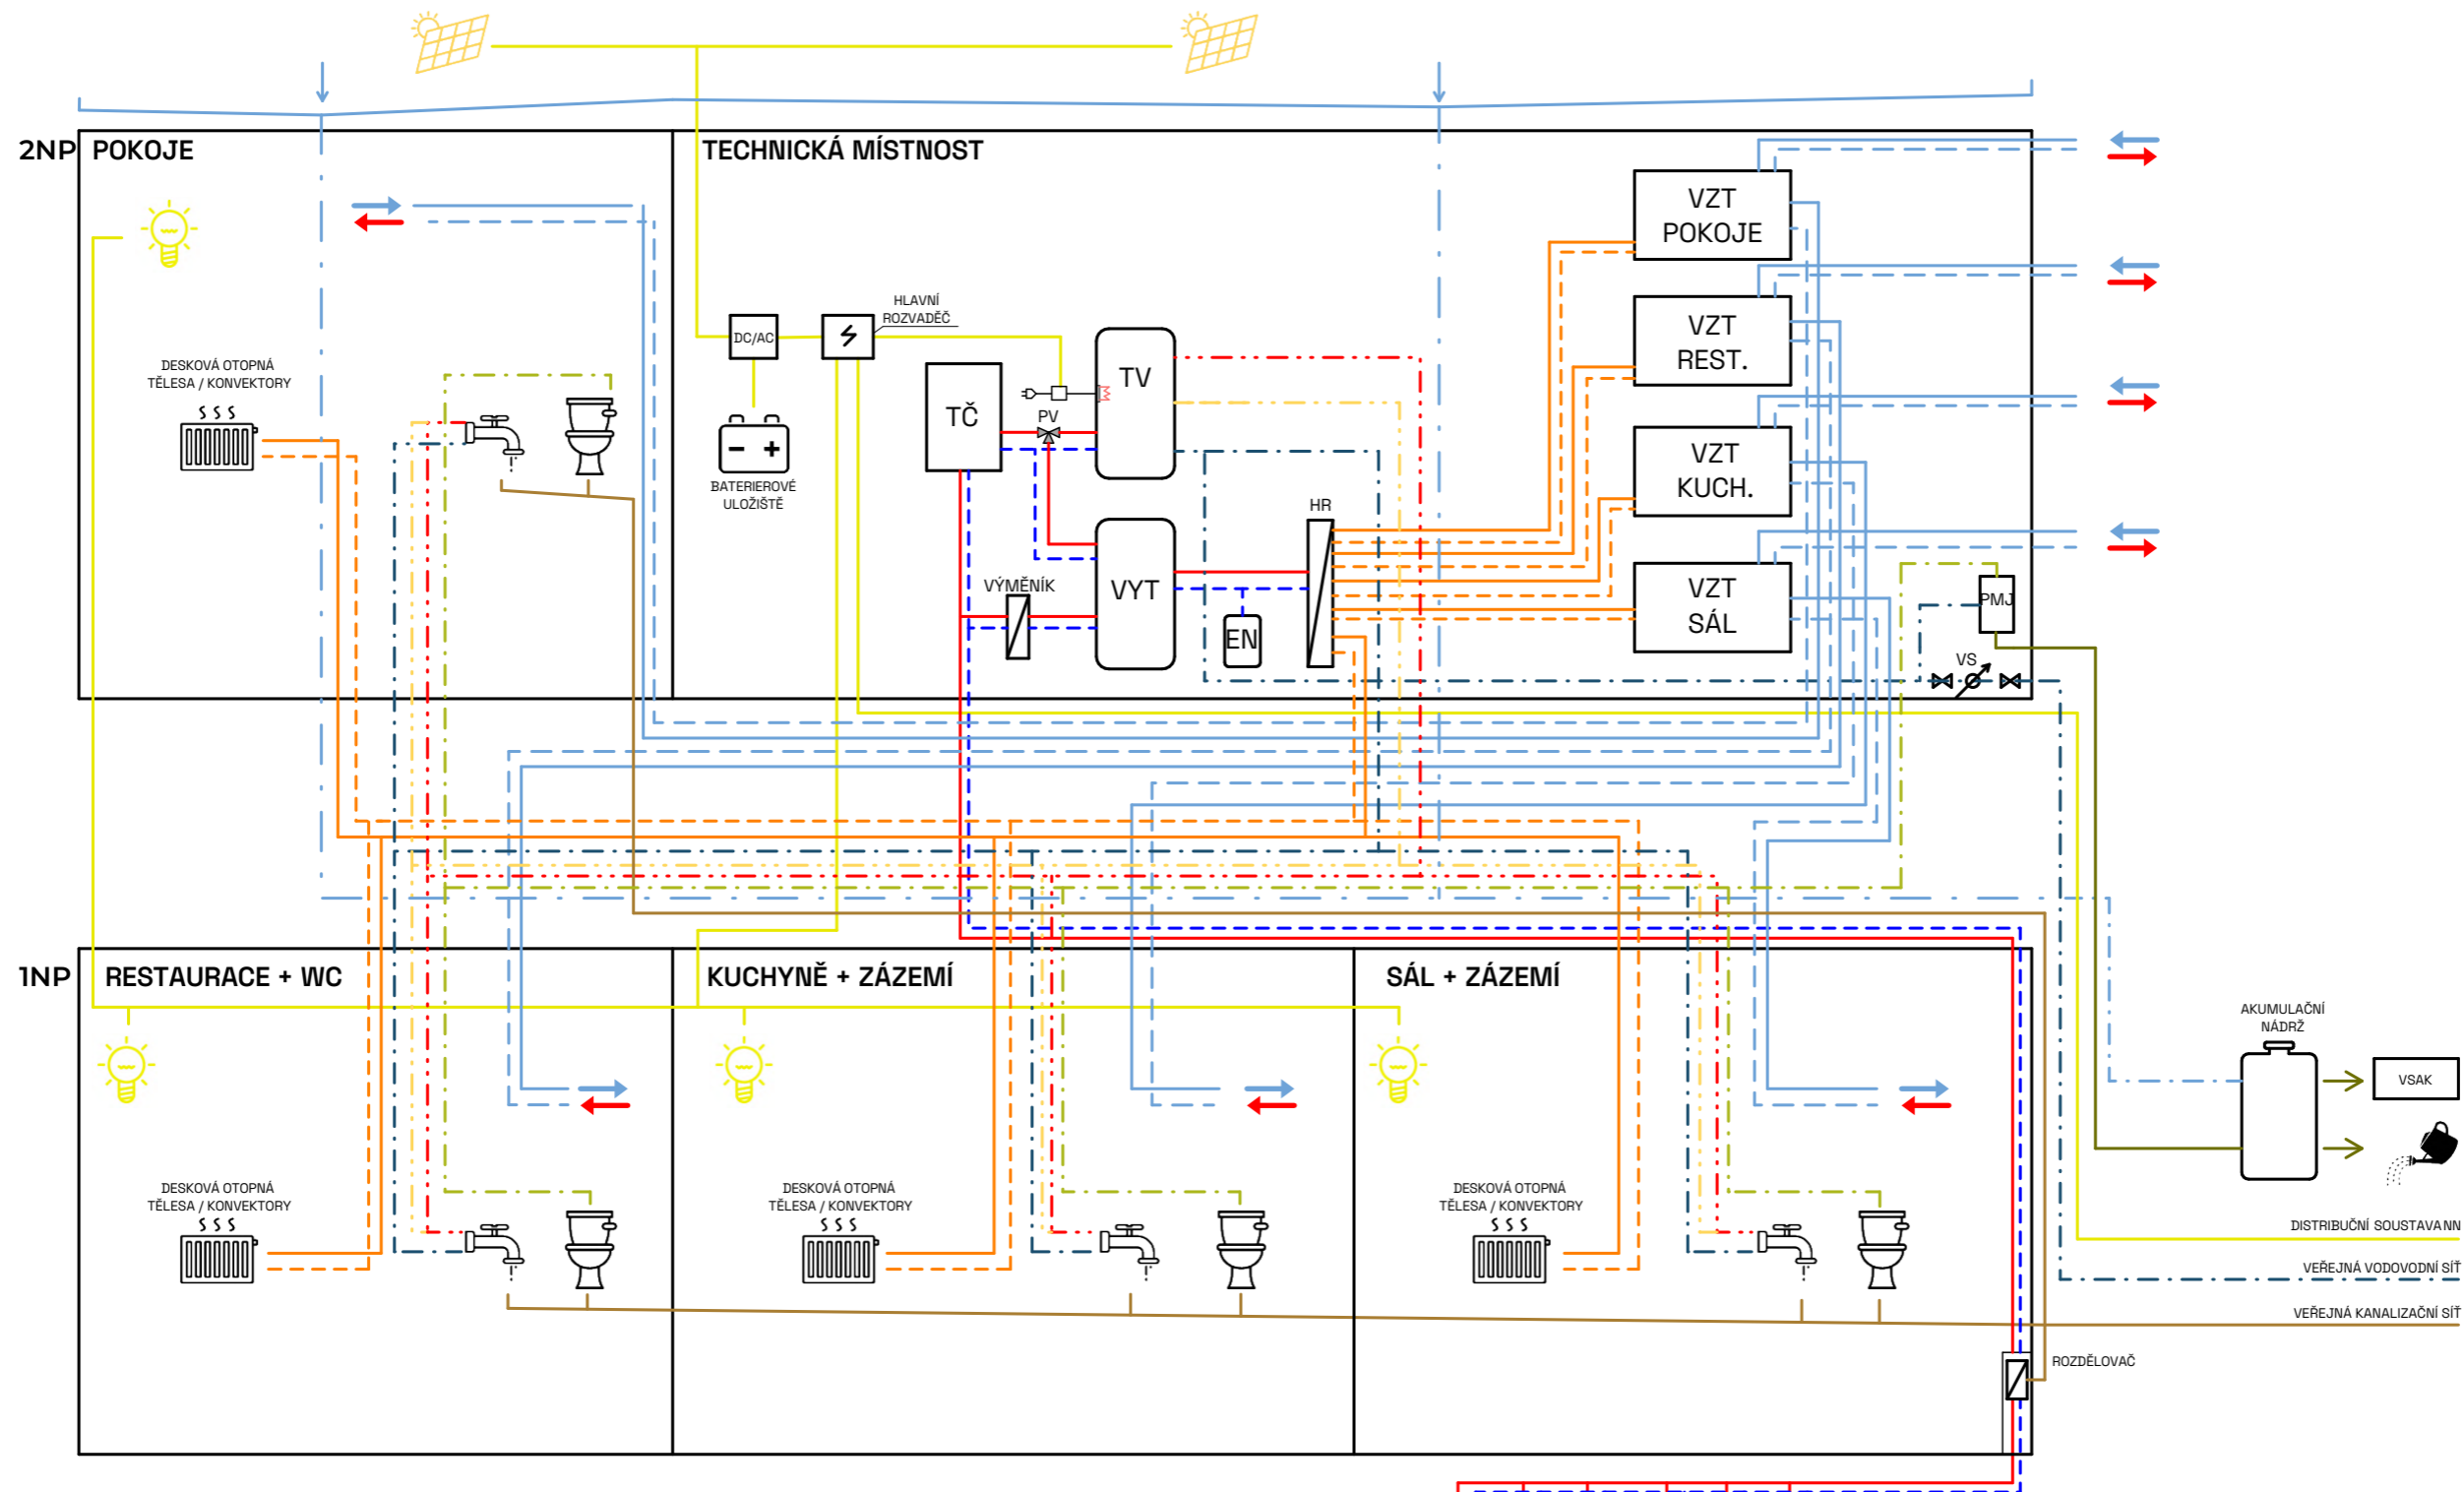 2NP
POKOJE
TECHNICKÁ MÍSTNOST
VZT
POKOJE
HLAVNÍ
ROZVADĚČ
DC/AC
VZT
REST.
DESKOVÁ OTOPNÁ
TĚLESA / KONVEKTORY
TČ
TV
PV
BATERIEROVÉ
ULOŽIŠTĚ
VZT
KUCH.
HR
VÝMĚNÍK
VYT
EN
VZT
SÁL
PMJ
VS
1NP
RESTAURACE + WC
KUCHYNĚ + ZÁZEMÍ
SÁL + ZÁZEMÍ
AKUMULAČNÍ
NÁDRŽ
VSAK
DESKOVÁ OTOPNÁ
TĚLESA / KONVEKTORY
DESKOVÁ OTOPNÁ
TĚLESA / KONVEKTORY
DESKOVÁ OTOPNÁ
TĚLESA / KONVEKTORY
DISTRIBUČNÍ SOUSTAVA NN
VEŘEJNÁ VODOVODNÍ SÍŤ
VEŘEJNÁ KANALIZAČNÍ SÍŤ
ROZDĚLOVAČ